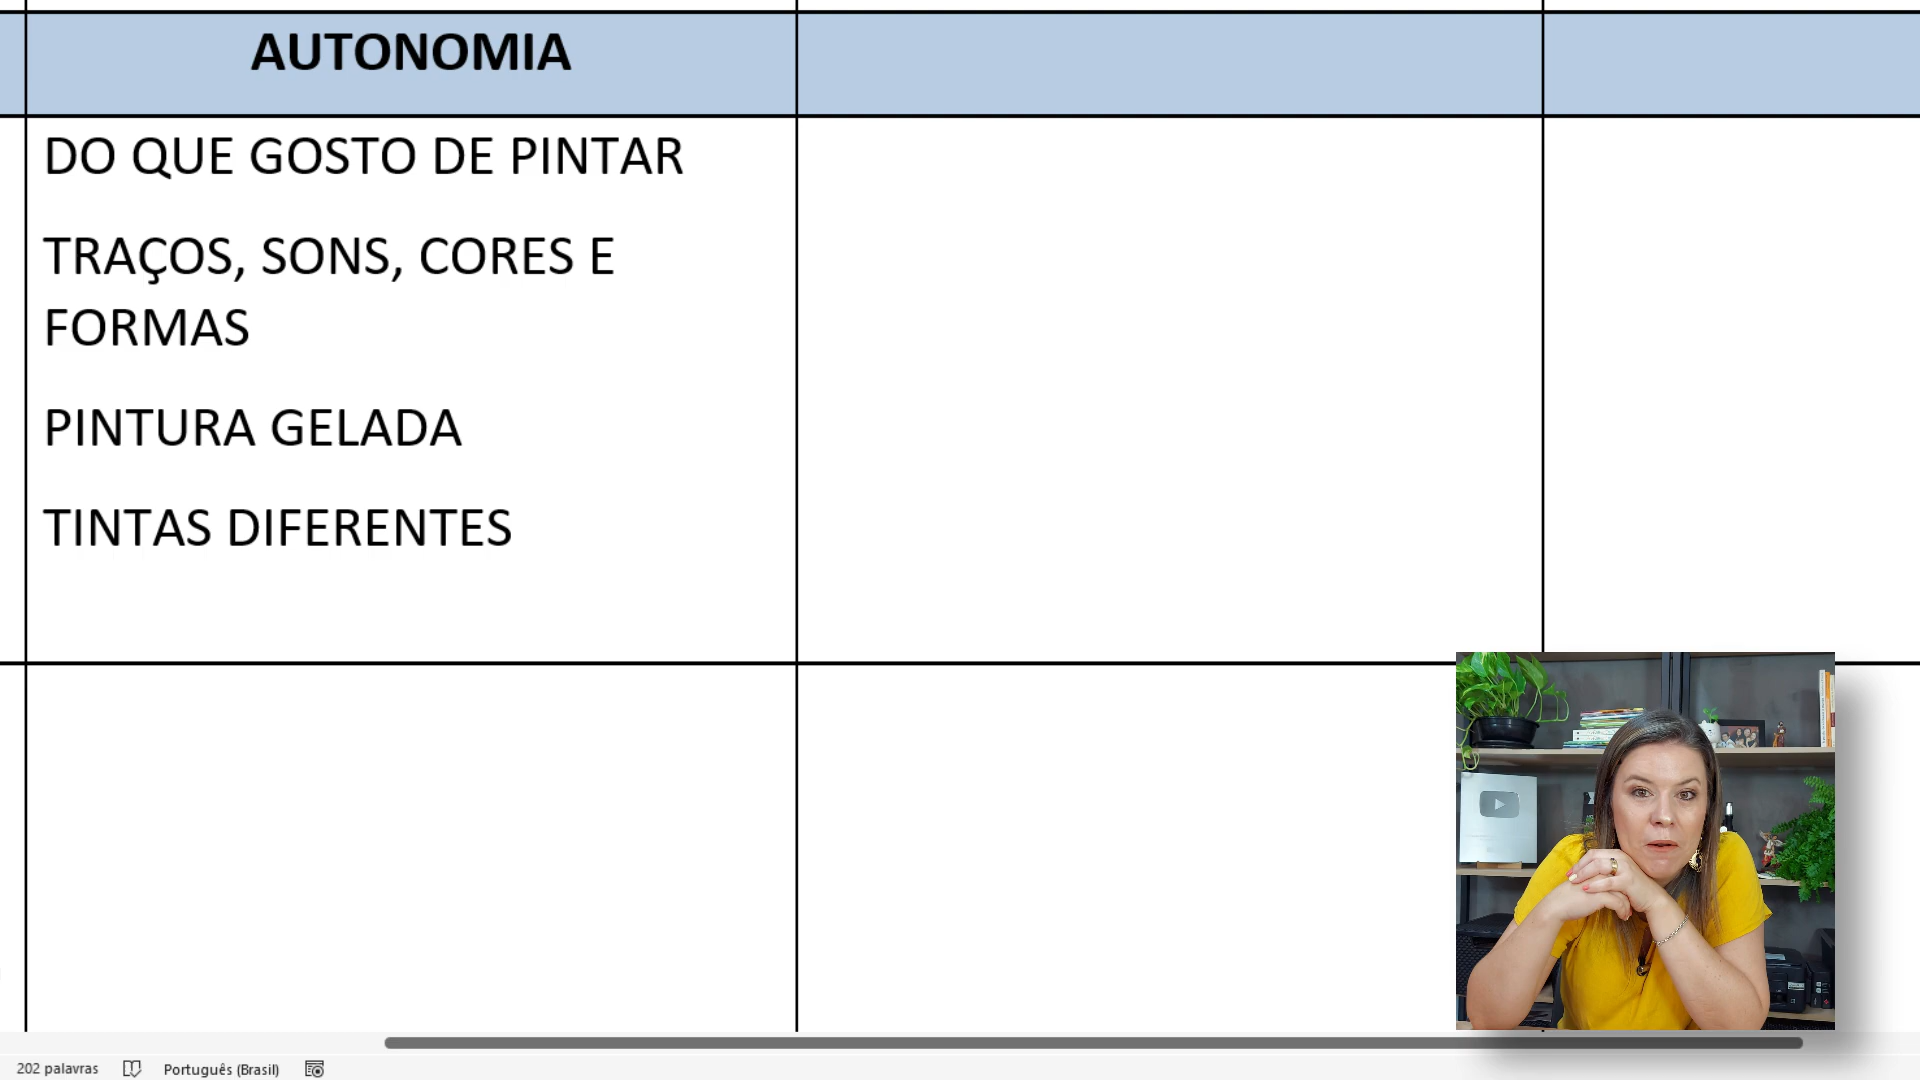 AUTONOMIA
DO QUE GOSTO DE PINTAR
TRAÇOS, SONS, CORES E
FORMAS
PINTURA GELADA
TINTAS DIFERENTES
202 palavras
Português (Brasil)